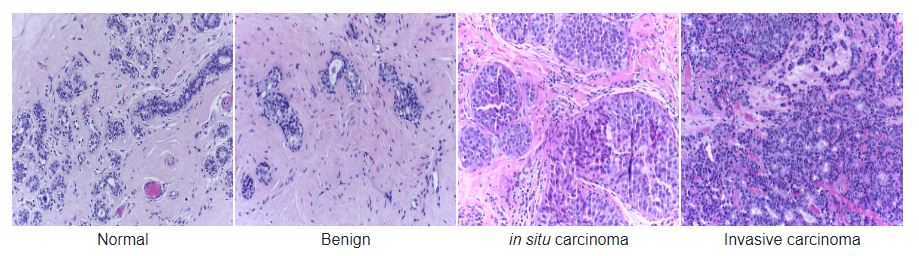 Normal
Benign
in situ carcinoma
Invasive carcinoma